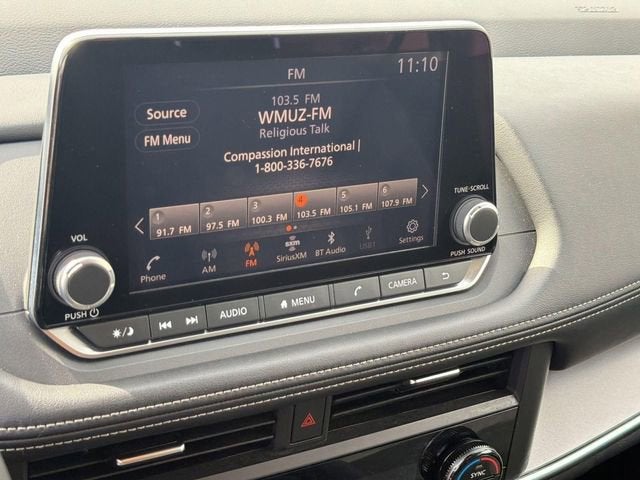 FM
11:10
103.5 FM
WMUZ-FM
Religious Talk
Source
FM Menu
Compassion International |
1-800-336-7676
1
91.7 FM
2
97.5 FM
3
100.3 FM
4
103.5 FM
5
105.1 FM
6
107.9 FM
Phone
AM
FM
sxm
SiriusXM
BT Audio
USB1
Settings
VOL
PUSH
TUNE·SCROLL
PUSH SOUND
AUDIO
MENU
CAMERA
SYNC